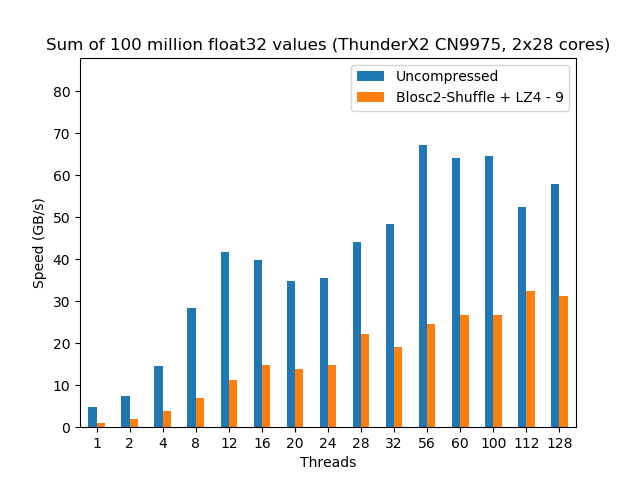 Sum of 100 million float32 values (ThunderX2 CN9975, 2x28 cores)
Uncompressed
Blosc2-Shuffle + LZ4 - 9
Speed (GB/s)
80
70
60
50
40
30
20
10
0
1 2 4 8 12 16 20 24 28 32 56 60 100 112 128
Threads